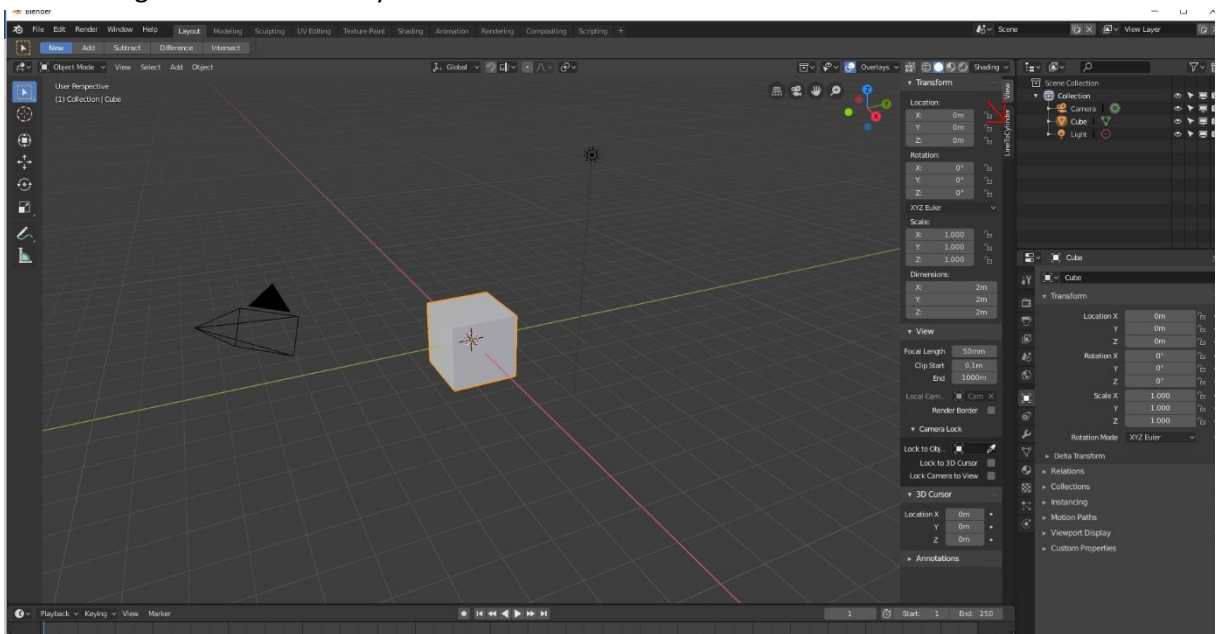 Blender
File Edit Render Window Help Layout Modeling Sculpting UV Editing Texture Paint Shading Animation Rendering Compositing Scripting + Scene View Layer
New Add Subtract Difference Intersect
Object Mode View Select Add Object Global Overlays Shading
User Perspective
(1) Collection | Cube
Transform
Location:
X: 0m
Y: 0m
Z: 0m
Rotation:
X: 0°
Y: 0°
Z: 0°
XYZ Euler
Scale:
X: 1.000
Y: 1.000
Z: 1.000
Dimensions:
X: 2m
Y: 2m
Z: 2m
View
Focal Length 50mm
Clip Start 0.1m
End 1000m
Local Cam.. Cam
Render Border
Camera Lock
Lock to Obj..
Lock to 3D Cursor
Lock Camera to View
3D Cursor
Location X 0m
Y 0m
Z 0m
Annotations
View
LineToCylinder
Z
Y
X
Scene Collection
Collection
Camera
Cube
Light
Cube
Cube
Transform
Location X 0m
Y 0m
Z 0m
Rotation X 0°
Y 0°
Z 0°
Scale X 1.000
Y 1.000
Z 1.000
Rotation Mode XYZ Euler
Delta Transform
Relations
Collections
Instancing
Motion Paths
Viewport Display
Custom Properties
Playback Keying View Marker 1 Start: 1 End: 250